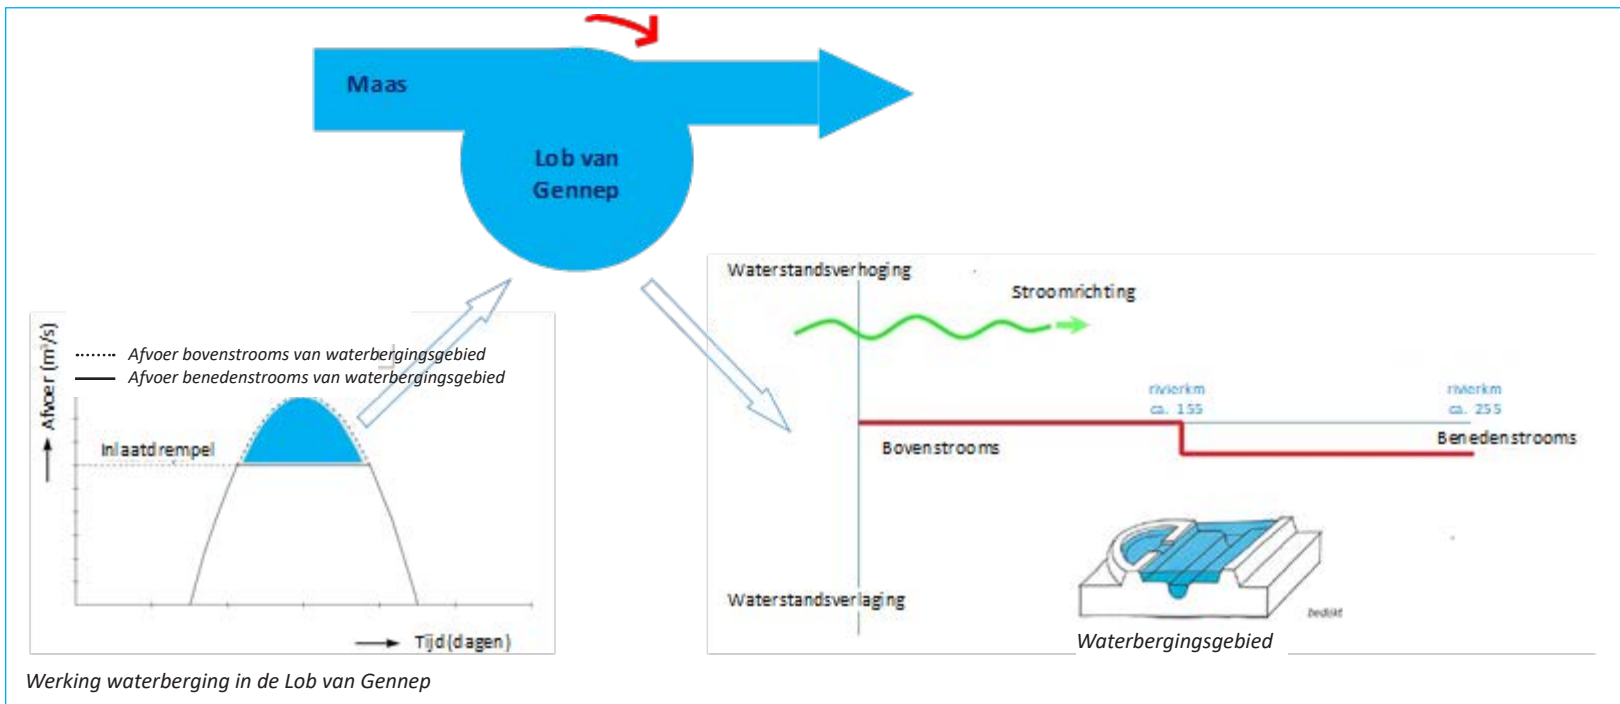 Maas
Lob van
Gennep
Afvoer (m³/s)
Afvoer bovenstrooms van waterbergingsgebied
Afvoer benedenstrooms van waterbergingsgebied
Inlaatdrempel
Tijd (dagen)
Waterstandsverhoging
Stroomrichting
rivierkm
ca. 155
rivierkm
ca. 255
Bovenstrooms
Benedenstrooms
Waterstandsverlaging
bedijkt
Waterbergingsgebied
Werking waterberging in de Lob van Gennep